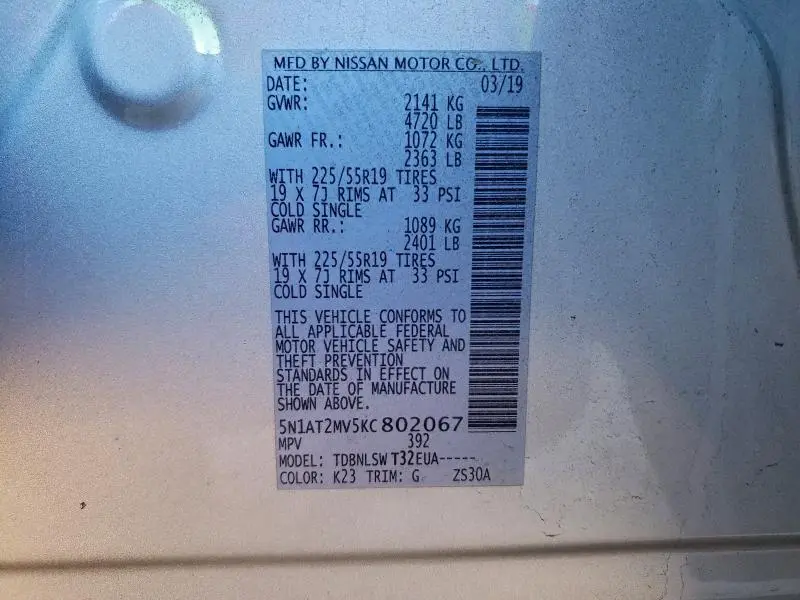 MFD BY NISSAN MOTOR CO., LTD.
DATE: 03/19
GVWR: 2141 KG
4720 LB
GAWR FR.: 1072 KG
2363 LB
WITH 225/55R19 TIRES
19 X 7J RIMS AT 33 PSI
COLD SINGLE
GAWR RR.: 1089 KG
2401 LB
WITH 225/55R19 TIRES
19 X 7J RIMS AT 33 PSI
COLD SINGLE
THIS VEHICLE CONFORMS TO
ALL APPLICABLE FEDERAL
MOTOR VEHICLE SAFETY AND
THEFT PREVENTION
STANDARDS IN EFFECT ON
THE DATE OF MANUFACTURE
SHOWN ABOVE.
5N1AT2MV5KC802067
MPV 392
MODEL: TDBNLSW T32EUA-----
COLOR: K23 TRIM: G ZS30A